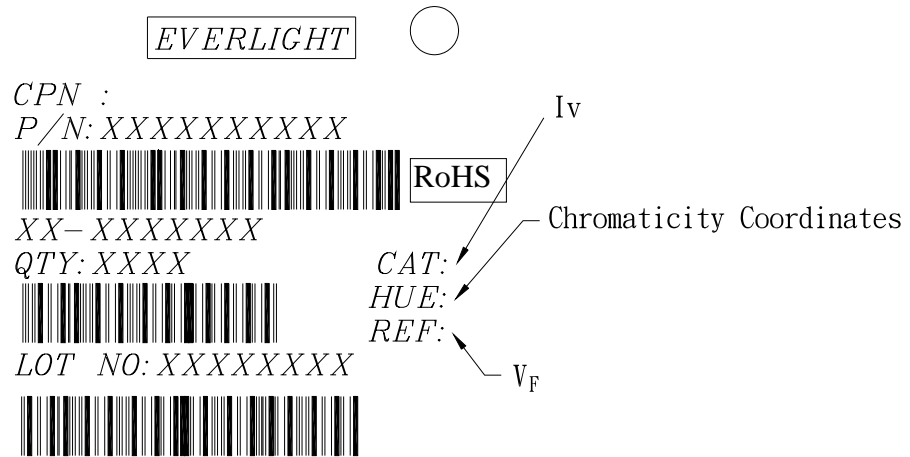 EVERLIGHT
CPN :
P/N: XXXXXXXXXX
RoHS
XX-XXXXXXX
QTY: XXXX
LOT NO: XXXXXXXX
CAT:
HUE:
REF:
Iv
Chromaticity Coordinates
VF